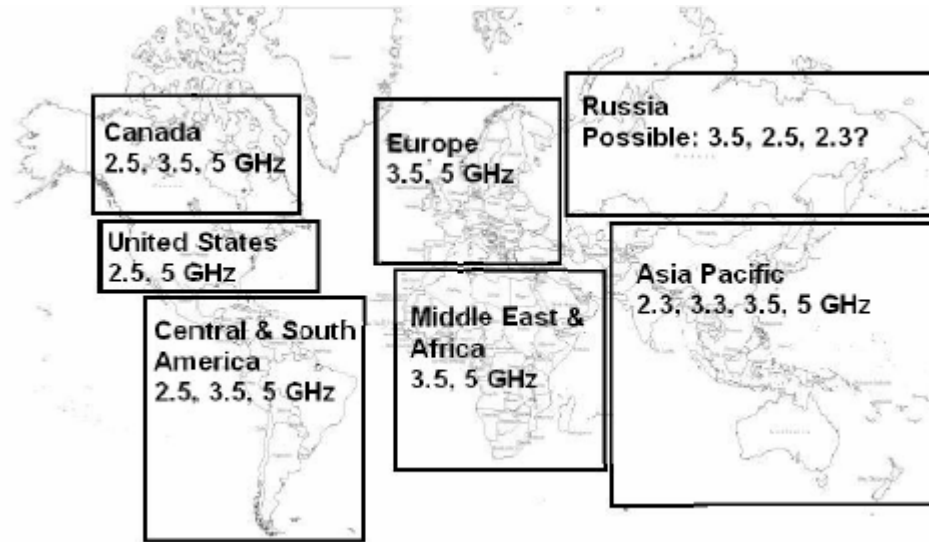 Canada
2.5, 3.5, 5 GHz
United States
2.5, 5 GHz
Central & South
America
2.5, 3.5, 5 GHz
Europe
3.5, 5 GHz
Middle East &
Africa
3.5, 5 GHz
Russia
Possible: 3.5, 2.5, 2.3?
Asia Pacific
2.3, 3.3, 3.5, 5 GHz
Australia